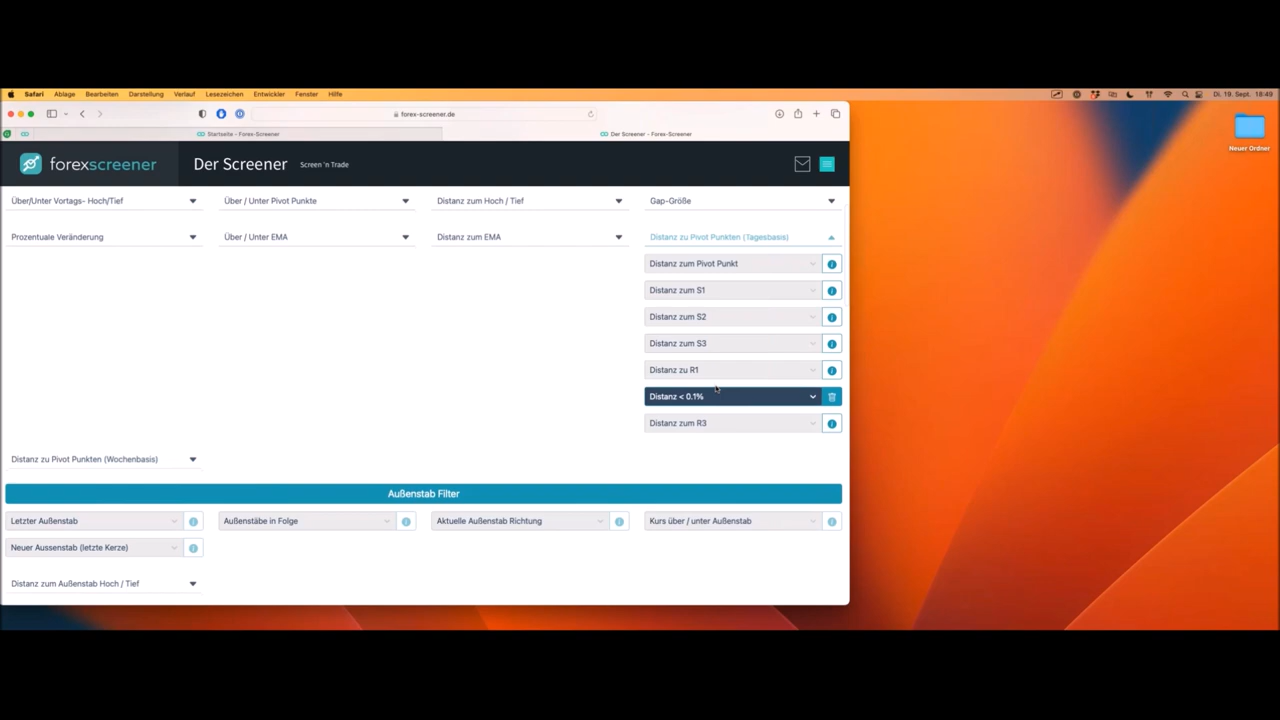 Safari Ablage Bearbeiten Darstellung Verlauf Lesezeichen Entwickler Fenster Hilfe
Di. 19. Sept. 18:49
forex-screener.de
Startseite - Forex-Screener
Der Screener - Forex-Screener
forexscreener
Der Screener
Screen 'n Trade
Neuer Ordner
Über/Unter Vortags- Hoch/Tief
Über / Unter Pivot Punkte
Distanz zum Hoch / Tief
Gap-Größe
Prozentuale Veränderung
Über / Unter EMA
Distanz zum EMA
Distanz zu Pivot Punkten (Tagesbasis)
Distanz zum Pivot Punkt
Distanz zum S1
Distanz zum S2
Distanz zum S3
Distanz zu R1
Distanz < 0.1%
Distanz zum R3
Distanz zu Pivot Punkten (Wochenbasis)
Außenstab Filter
Letzter Außenstab
Außenstäbe in Folge
Aktuelle Außenstab Richtung
Kurs über / unter Außenstab
Neuer Aussenstab (letzte Kerze)
Distanz zum Außenstab Hoch / Tief